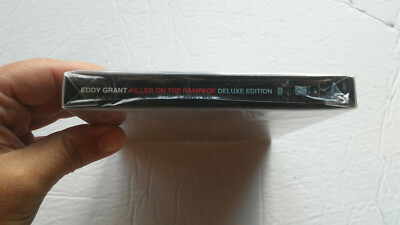 EDDY GRANT KILLER ON THE RAMPAGE DELUXE EDITION